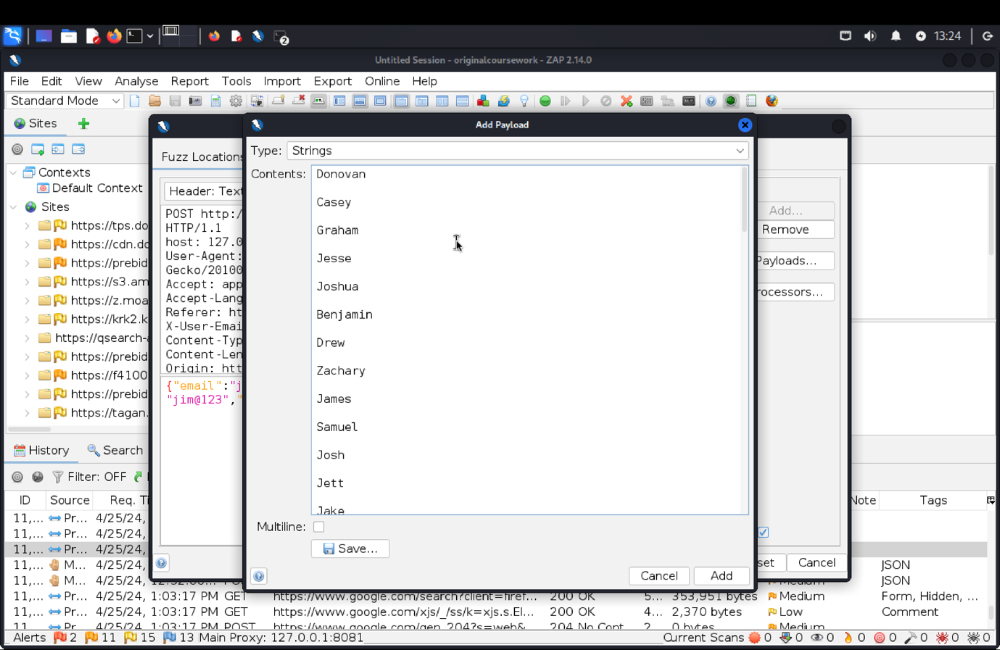 2
13:24
Untitled Session - originalcoursework - ZAP 2.14.0
File Edit View Analyse Report Tools Import Export Online Help
Standard Mode
Sites
Contexts
Default Context
Sites
https://tps.do
https://cdn.do
https://prebid
https://s3.am
https://z.moa
https://krk2.k
https://qsearch-
https://prebid
https://f4100
https://prebid
https://tagan.
Fuzz Locations
Header: Text
POST http:/
HTTP/1.1
host: 127.0
User-Agent:
Gecko/20100
Accept: app
Accept-Lang
Referer: ht
X-User-Emai
Content-Typ
Content-Len
Origin: htt
{"email":"j
"jim@123","
Add...
Remove
Payloads...
rocessors...
set Cancel
Add Payload
Type: Strings
Contents:
Donovan
Casey
Graham
Jesse
Joshua
Benjamin
Drew
Zachary
James
Samuel
Josh
Jett
Jake
Multiline:
Save...
Cancel Add
History Search
Filter: OFF
ID Source Req. Ti Note Tags
11,... Pr... 4/25/24,
11,... Pr... 4/25/24,
11,... Pr... 4/25/24,
11,... M... 4/25/24, JSON
11,... M... 4/25/24, Medium JSON
11,... Pr... 4/25/24, 1:03:17 PM GET https://www.google.com/search?client=firef... 200 OK 5... 353,951 bytes Medium Form, Hidden, ...
11,... Pr... 4/25/24, 1:03:17 PM GET https://www.google.com/xjs/_/ss/k=xjs.s.El... 200 OK 4... 2,370 bytes Low Comment
11,... Pr... 4/25/24, 1:03:17 PM POST https://www.google.com/gen_204?s=web&... 204 No Cont... 2... 0 bytes Medium
Alerts 2 11 15 13 Main Proxy: 127.0.0.1:8081 Current Scans 0 0 0 0 0 0 0 0